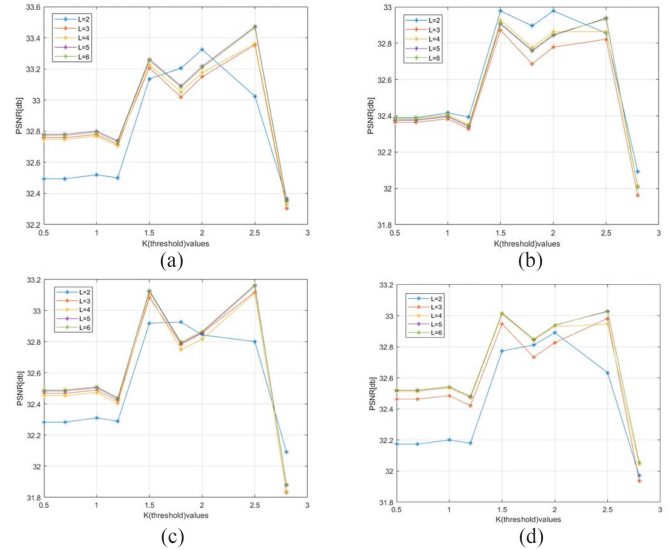 33.6
33.4
33.2
33
32.8
32.6
32.4
32.2
PSNR[db]
L=2
L=3
L=4
L=5
L=6
0.5 1 1.5 2 2.5 3
K(threshold)values
(a)
33
32.8
32.6
32.4
32.2
32
31.8
PSNR[db]
L=2
L=3
L=4
L=5
L=6
0.5 1 1.5 2 2.5 3
K(threshold)values
(b)
33.2
33
32.8
32.6
32.4
32.2
32
31.8
PSNR[db]
L=2
L=3
L=4
L=5
L=6
0.5 1 1.5 2 2.5 3
K(threshold)values
(c)
33.2
33
32.8
32.6
32.4
32.2
32
31.8
PSNR[db]
L=2
L=3
L=4
L=5
L=6
0.5 1 1.5 2 2.5 3
K(threshold)values
(d)